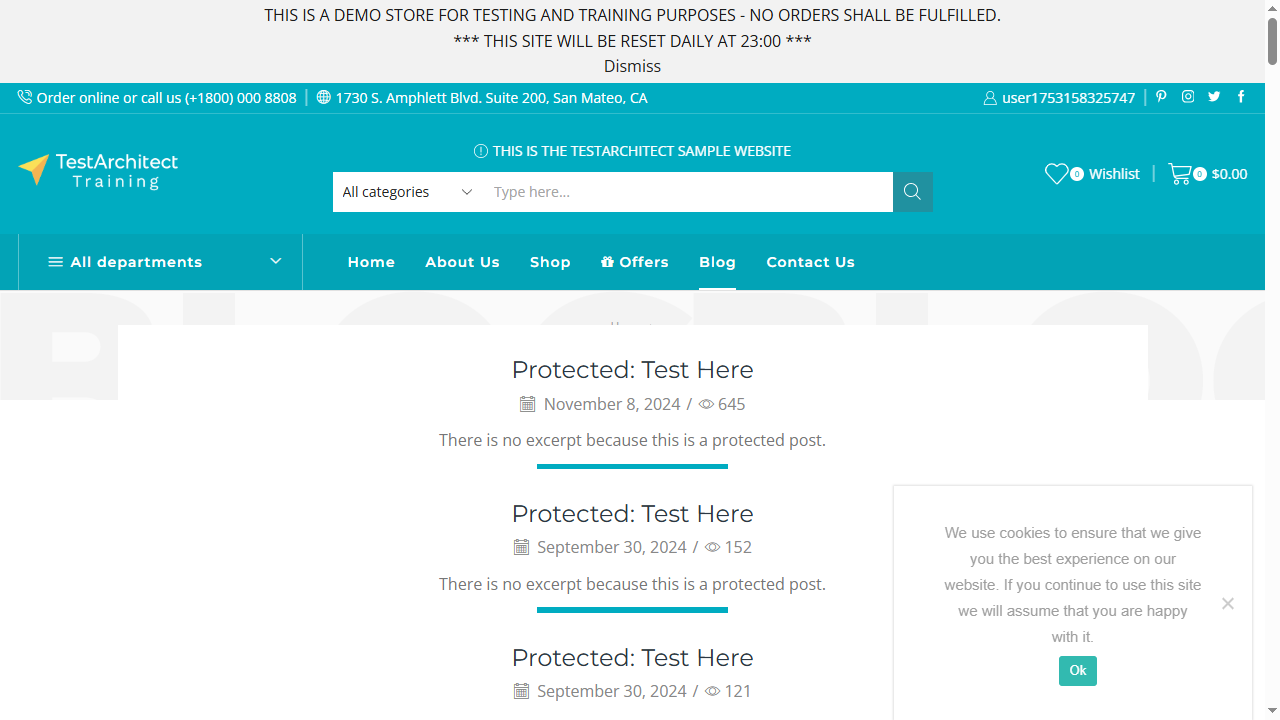 THIS IS A DEMO STORE FOR TESTING AND TRAINING PURPOSES - NO ORDERS SHALL BE FULFILLED.
*** THIS SITE WILL BE RESET DAILY AT 23:00 ***
Dismiss
Order online or call us (+1800) 000 8808
1730 S. Amphlett Blvd. Suite 200, San Mateo, CA
user1753158325747
TestArchitect
Training
THIS IS THE TESTARCHITECT SAMPLE WEBSITE
All categories
Type here...
0 Wishlist
0 $0.00
All departments
Home
About Us
Shop
Offers
Blog
Contact Us
Protected: Test Here
November 8, 2024 / 645
There is no excerpt because this is a protected post.
Protected: Test Here
September 30, 2024 / 152
There is no excerpt because this is a protected post.
Protected: Test Here
September 30, 2024 / 121
We use cookies to ensure that we give
you the best experience on our
website. If you continue to use this site
we will assume that you are happy
with it.
Ok